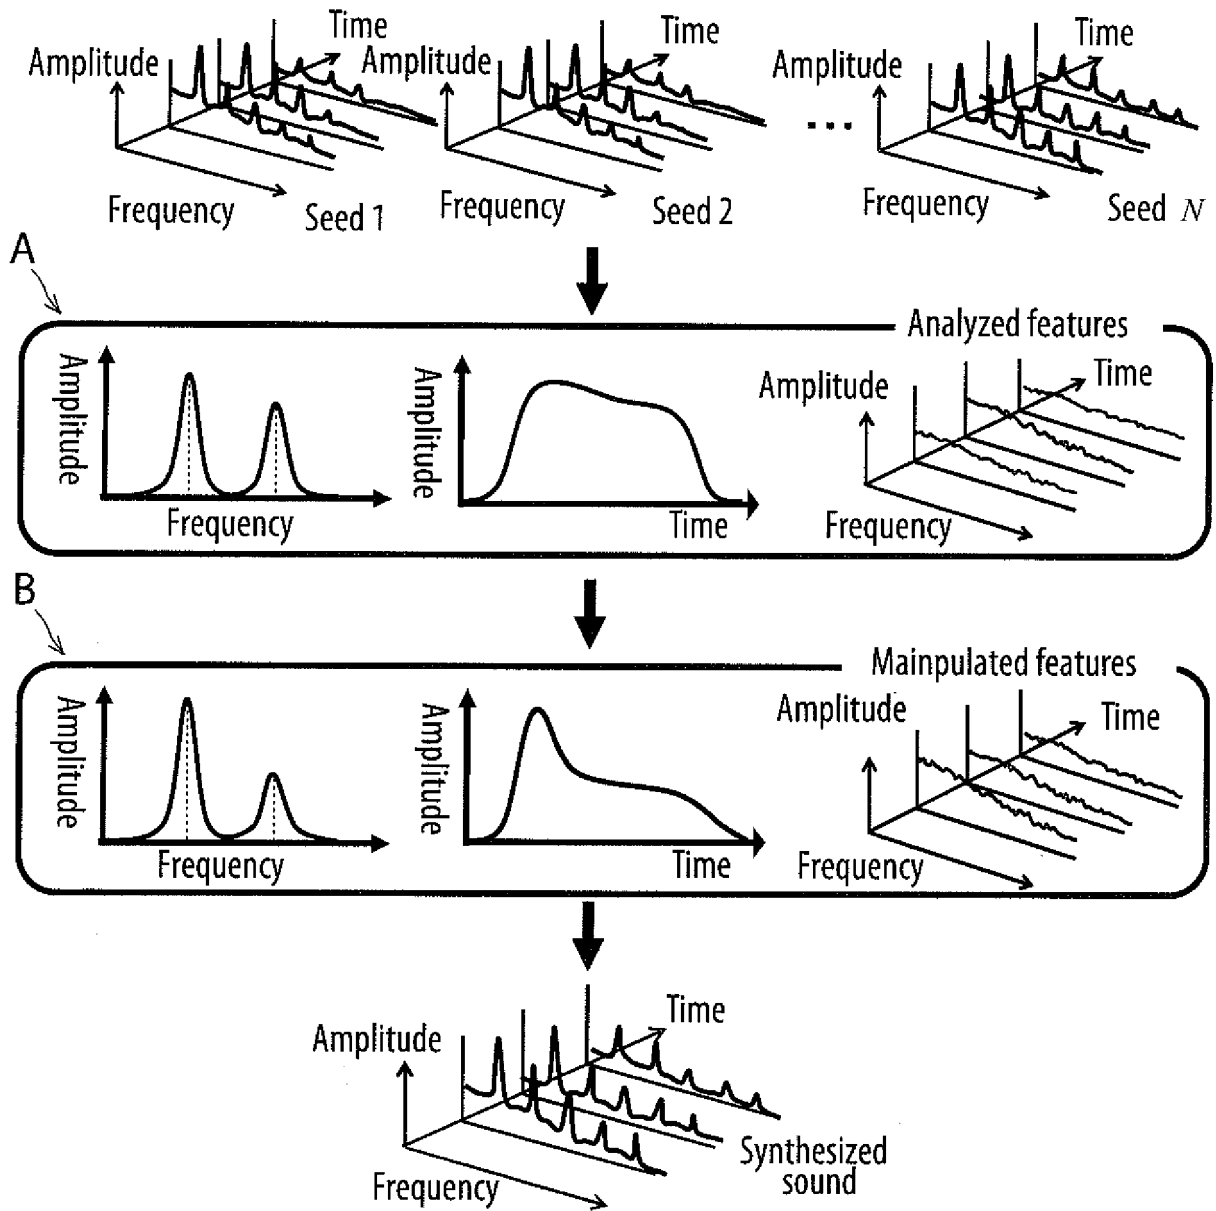 Amplitude
Time
Frequency
Seed 1
Amplitude
Time
Frequency
Seed 2
...
Amplitude
Time
Frequency
Seed N
A
Analyzed features
Amplitude
Frequency
Amplitude
Time
Amplitude
Time
Frequency
B
Mainpulated features
Amplitude
Frequency
Amplitude
Time
Amplitude
Time
Frequency
Amplitude
Time
Frequency
Synthesized
sound